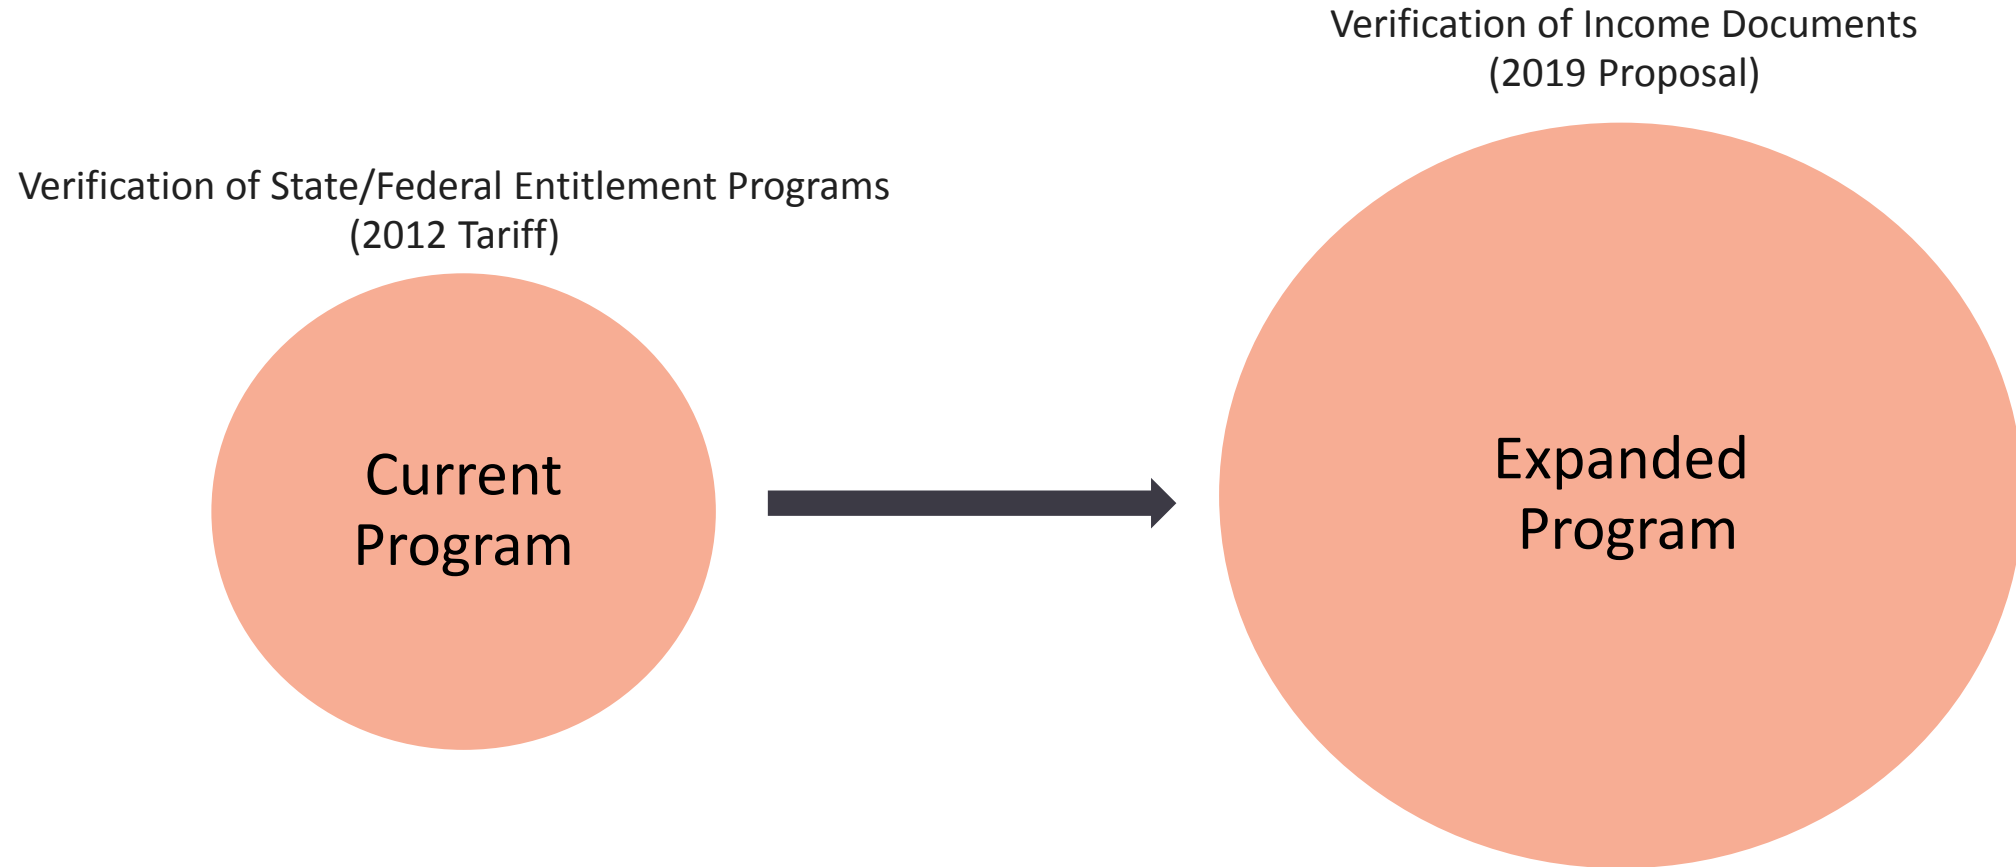 Verification of State/Federal Entitlement Programs
(2012 Tariff)
Current
Program
Verification of Income Documents
(2019 Proposal)
Expanded
Program